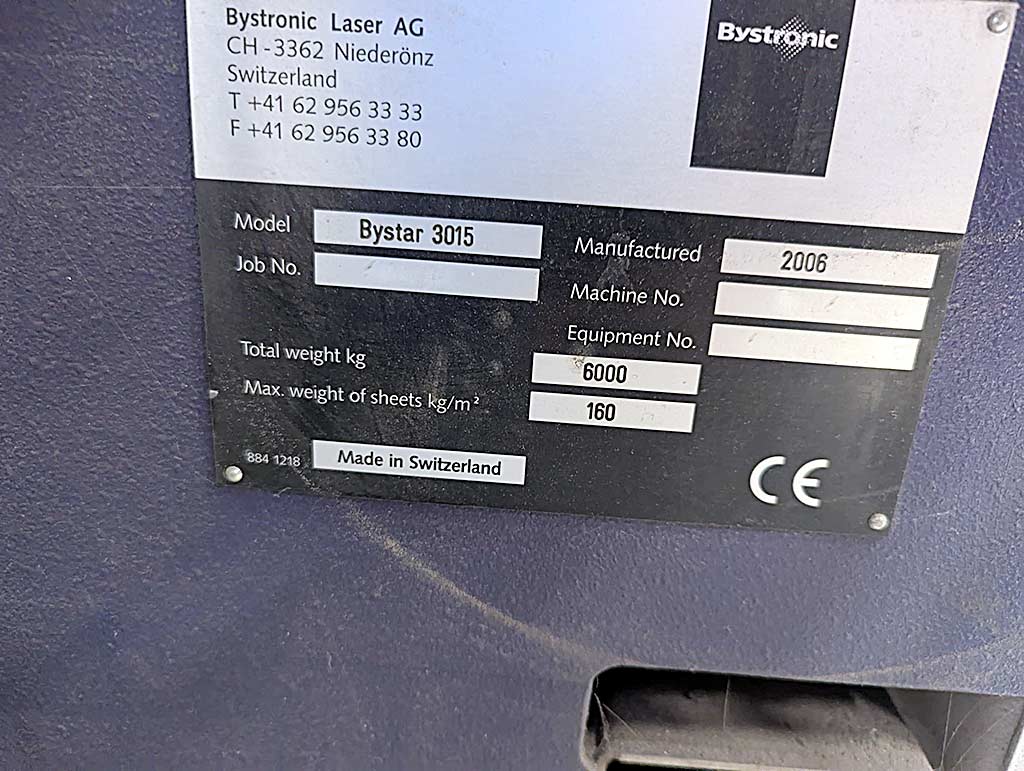 Bystronic Laser AG
CH-3362 Niederönz
Switzerland
T +41 62 956 33 33
F +41 62 956 33 80
Bystronic
Model Bystar 3015
Job No.
Manufactured 2006
Machine No.
Equipment No.
Total weight kg 6000
Max. weight of sheets kg/m² 160
884 1218 Made in Switzerland
CE